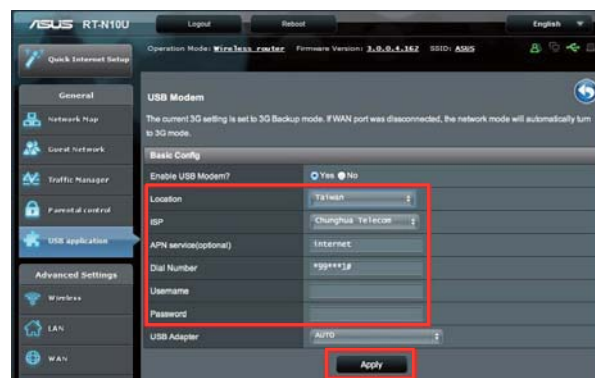 ASUS RT-N10U
Logout
Reboot
English
Operation Mode: Wireless router Firmware Version: 3.0.0.4.162 SSID: ASUS
Quick Internet Setup
General
Network Map
Guest Network
Traffic Manager
Parental control
USB application
Advanced Settings
Wireless
LAN
WAN
USB Modem
The current 3G setting is set to 3G Backup mode. If WAN port was disconnected, the network mode will automatically turn
to 3G mode.
Basic Config
Enable USB Modem? Yes No
Location Taiwan
ISP Chunghua Telecom
APN service(optional) internet
Dial Number *99***1#
Username
Password
USB Adapter AUTO
Apply